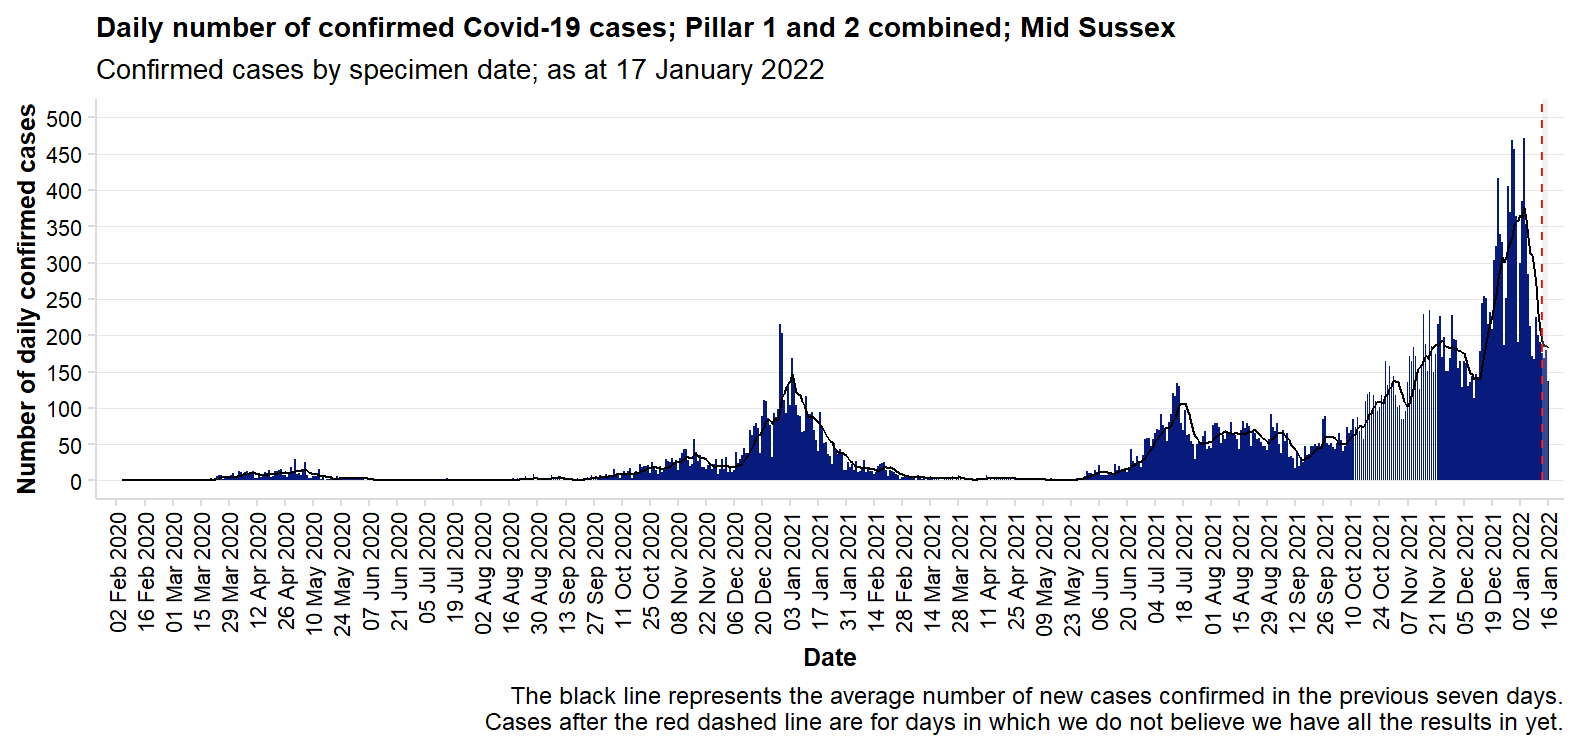 Daily number of confirmed Covid-19 cases; Pillar 1 and 2 combined; Mid Sussex
Confirmed cases by specimen date; as at 17 January 2022
Number of daily confirmed cases
500
450
400
350
300
250
200
150
100
50
0
02 Feb 2020
16 Feb 2020
01 Mar 2020
15 Mar 2020
29 Mar 2020
12 Apr 2020
26 Apr 2020
10 May 2020
24 May 2020
07 Jun 2020
21 Jun 2020
05 Jul 2020
19 Jul 2020
02 Aug 2020
16 Aug 2020
30 Aug 2020
13 Sep 2020
27 Sep 2020
11 Oct 2020
25 Oct 2020
08 Nov 2020
22 Nov 2020
06 Dec 2020
20 Dec 2020
03 Jan 2021
17 Jan 2021
31 Jan 2021
14 Feb 2021
28 Feb 2021
14 Mar 2021
28 Mar 2021
11 Apr 2021
25 Apr 2021
09 May 2021
23 May 2021
06 Jun 2021
20 Jun 2021
04 Jul 2021
18 Jul 2021
01 Aug 2021
15 Aug 2021
29 Aug 2021
12 Sep 2021
26 Sep 2021
10 Oct 2021
24 Oct 2021
07 Nov 2021
21 Nov 2021
05 Dec 2021
19 Dec 2021
02 Jan 2022
16 Jan 2022
Date
The black line represents the average number of new cases confirmed in the previous seven days.
Cases after the red dashed line are for days in which we do not believe we have all the results in yet.